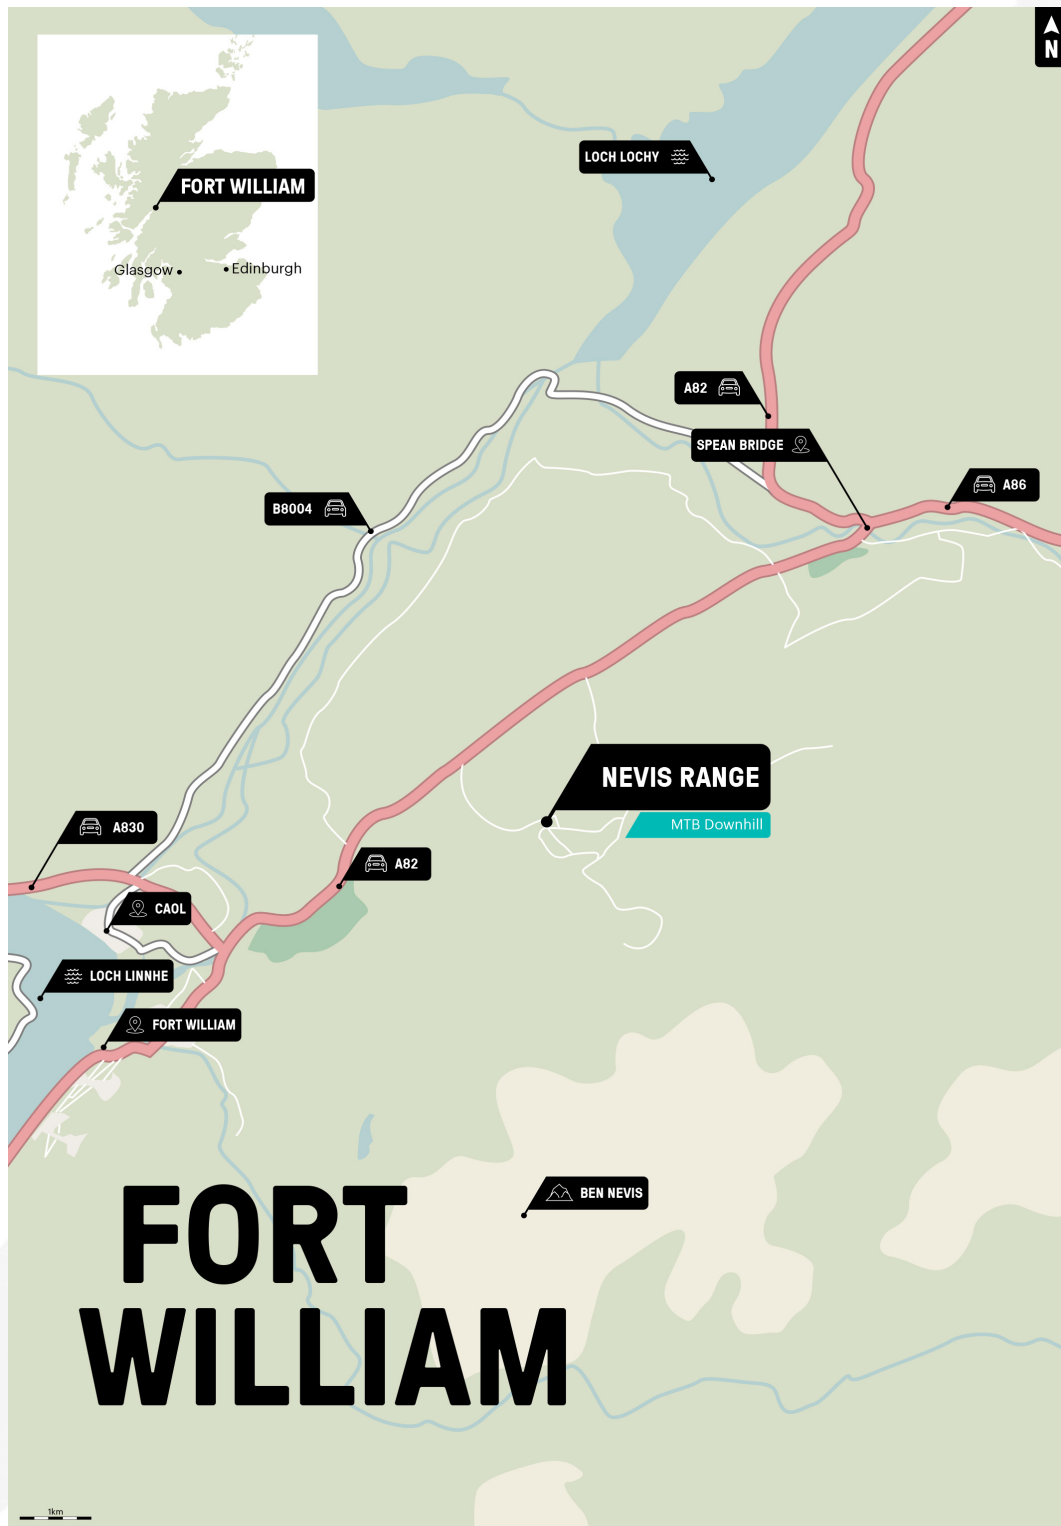 N
FORT WILLIAM
Glasgow
Edinburgh
LOCH LOCHY
A82
SPEAN BRIDGE
A86
B8004
NEVIS RANGE
MTB Downhill
A830
A82
CAOL
LOCH LINNHE
FORT WILLIAM
BEN NEVIS
FORT
WILLIAM
1km